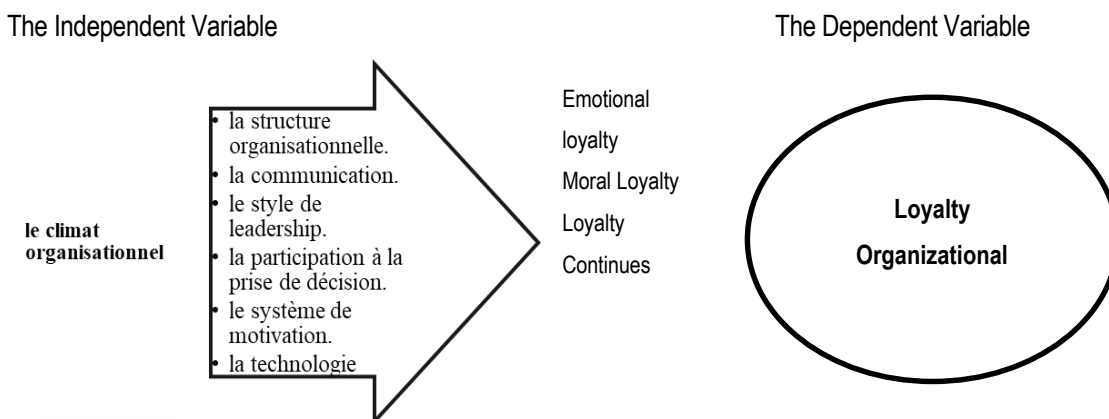 The Independent Variable
The Dependent Variable
le climat
organisationnel
• la structure
organisationnelle.
• la communication.
• le style de
leadership.
• la participation à la
prise de décision.
• le système de
motivation.
• la technologie
Emotional
loyalty
Moral Loyalty
Loyalty
Continues
Loyalty
Organizational